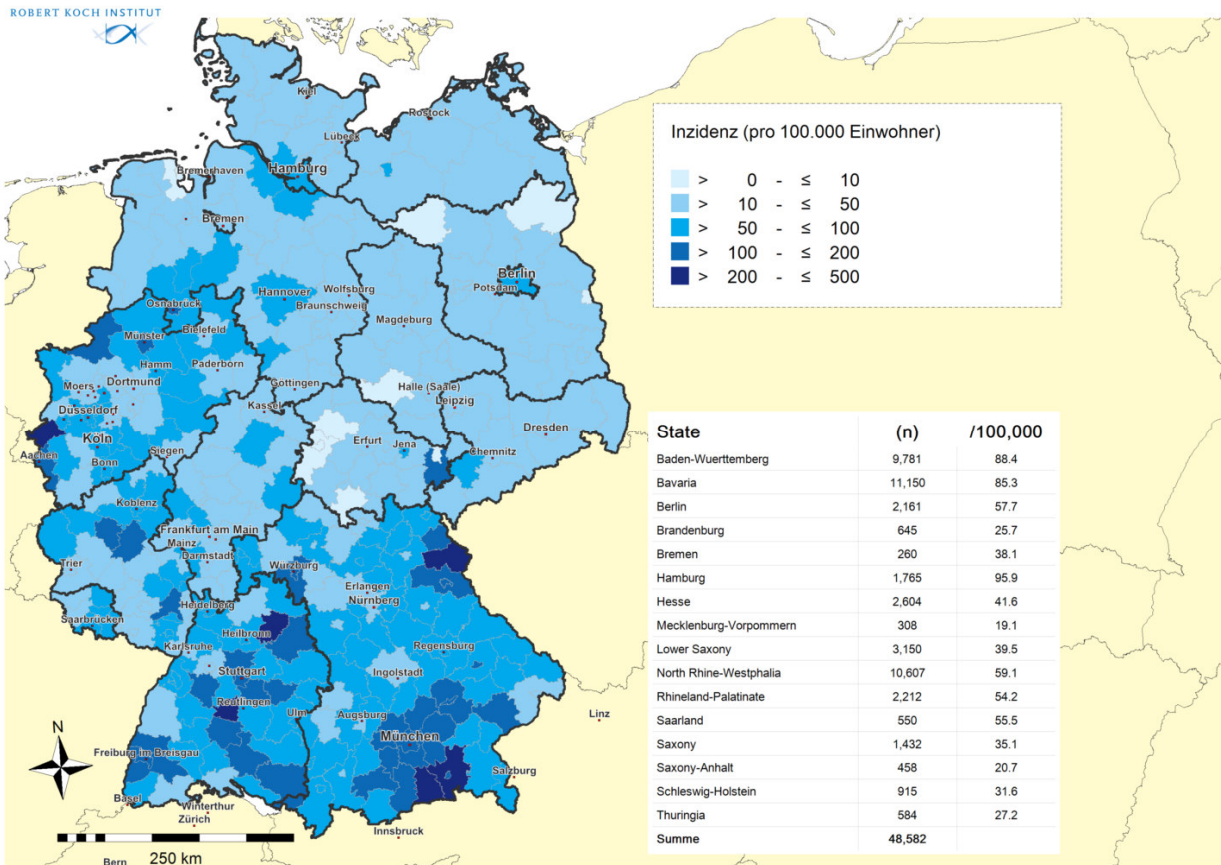 ROBERT KOCH INSTITUT
Kiel
Rostock
Lübeck
Hamburg
Bremerhaven
Bremen
Berlin
Potsdam
Wolfsburg
Hannover
Braunschweig
Osnabrück
Magdeburg
Bielefeld
Münster
Hamm
Paderborn
Göttingen
Halle (Saale)
Moers
Dortmund
Leipzig
Kassel
Düsseldorf
Dresden
Köln
Erfurt
Jena
Chemnitz
Aachen
Siegen
Bonn
Koblenz
Frankfurt am Main
Mainz
Darmstadt
Trier
Würzburg
Erlangen
Nürnberg
Heidelberg
Saarbrücken
Heilbronn
Karlsruhe
Regensburg
Stuttgart
Ingolstadt
Reutlingen
Ulm
Augsburg
Linz
München
Freiburg im Breisgau
Salzburg
Basel
Winterthur
Zürich
Innsbruck
Bern
N
250 km
Inzidenz (pro 100.000 Einwohner)
> 0 - ≤ 10
> 10 - ≤ 50
> 50 - ≤ 100
> 100 - ≤ 200
> 200 - ≤ 500
State (n) /100,000
Baden-Wuerttemberg 9,781 88.4
Bavaria 11,150 85.3
Berlin 2,161 57.7
Brandenburg 645 25.7
Bremen 260 38.1
Hamburg 1,765 95.9
Hesse 2,604 41.6
Mecklenburg-Vorpommern 308 19.1
Lower Saxony 3,150 39.5
North Rhine-Westphalia 10,607 59.1
Rhineland-Palatinate 2,212 54.2
Saarland 550 55.5
Saxony 1,432 35.1
Saxony-Anhalt 458 20.7
Schleswig-Holstein 915 31.6
Thuringia 584 27.2
Summe 48,582